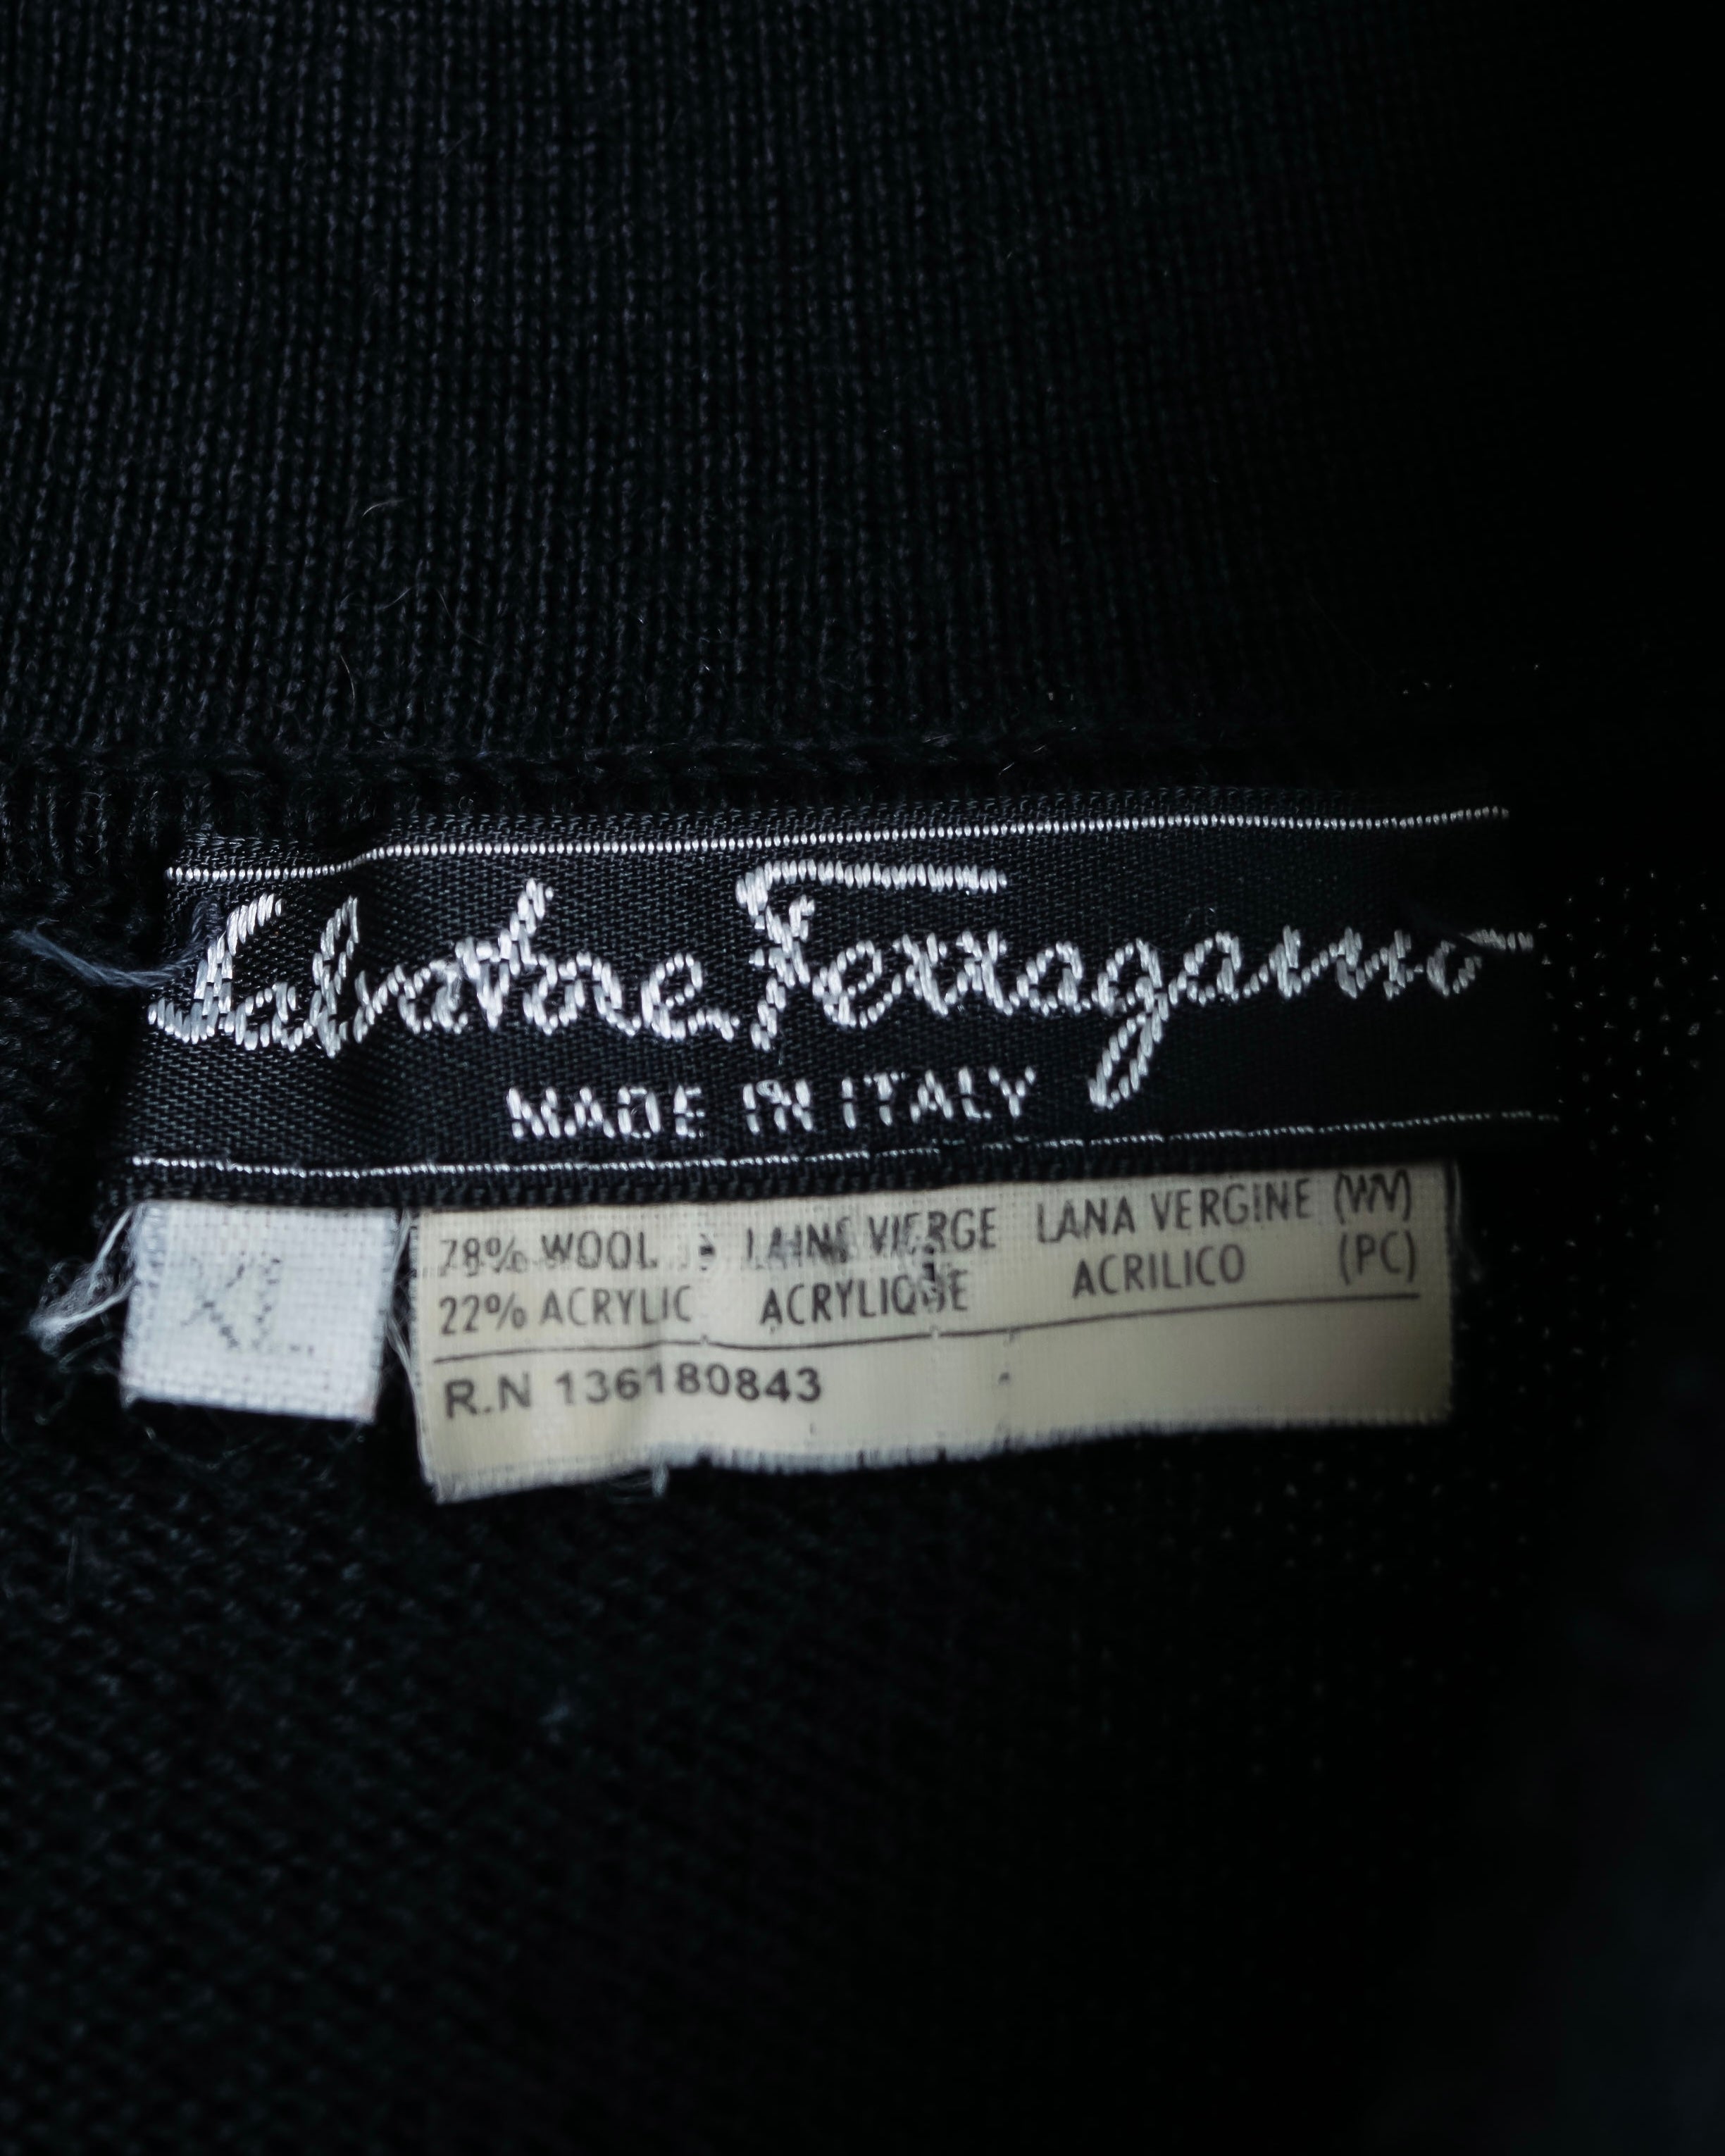 Salvatore Ferragamo
MADE IN ITALY
XL
78% WOOL LAINE VIERGE LANA VERGINE (WV)
22% ACRYLIC ACRYLIQUE ACRILICO (PC)
R.N 136180843